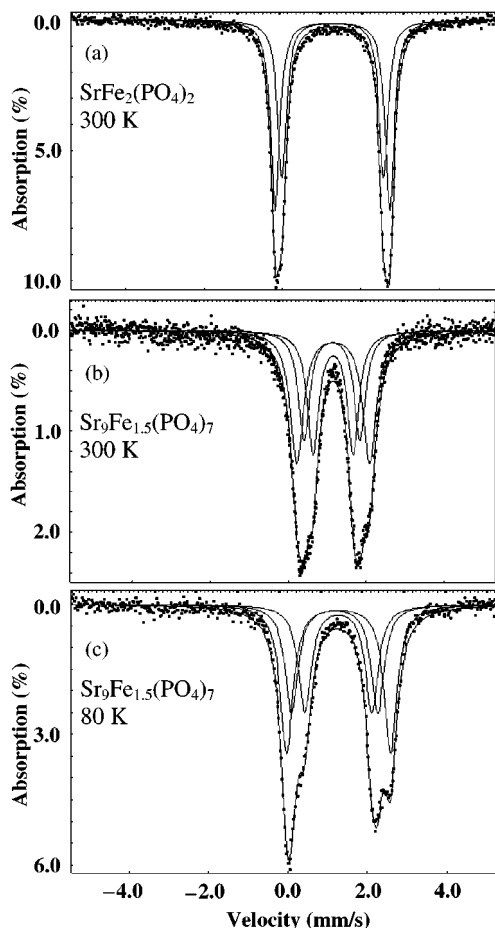 0.0
(a)
SrFe2(PO4)2
300 K
5.0
10.0
Absorption (%)
0.0
(b)
Sr9Fe1.5(PO4)7
300 K
1.0
2.0
Absorption (%)
0.0
(c)
Sr9Fe1.5(PO4)7
80 K
3.0
6.0
Absorption (%)
−4.0 −2.0 0.0 2.0 4.0
Velocity (mm/s)